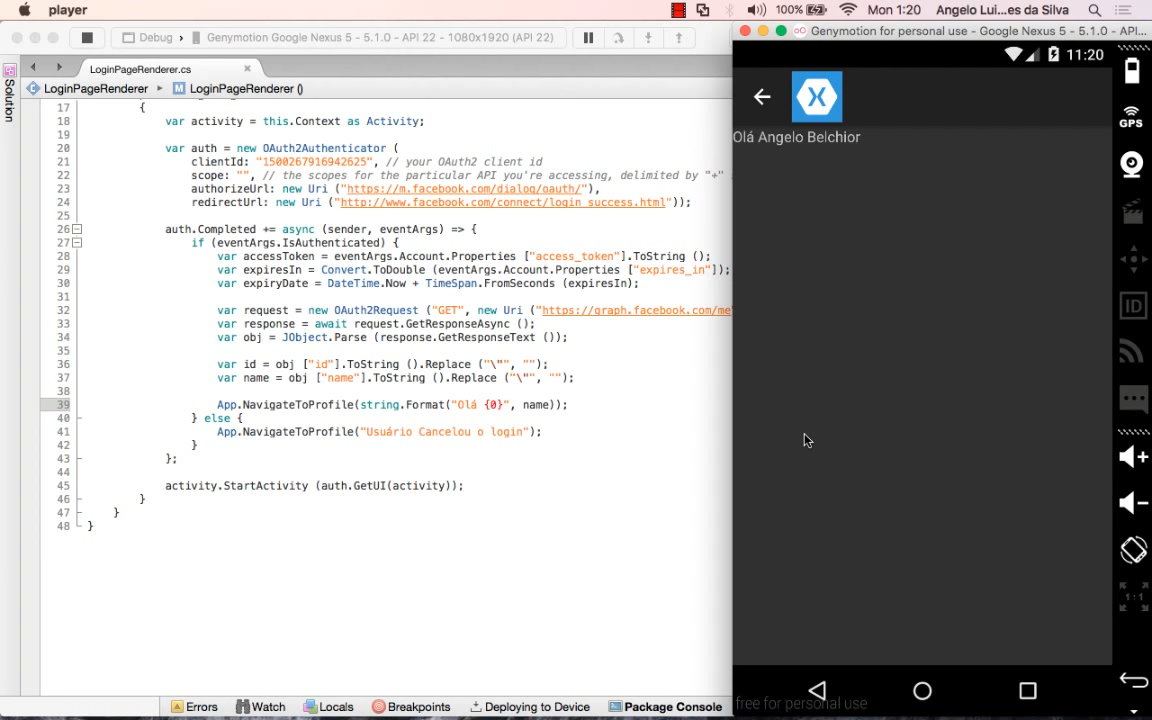 player
100%
Mon 1:20
Angelo Lui...es da Silva
Debug
Genymotion Google Nexus 5 - 5.1.0 - API 22 - 1080x1920 (API 22)
Genymotion for personal use - Google Nexus 5 - 5.1.0 - API...
LoginPageRenderer.cs
LoginPageRenderer
M LoginPageRenderer ()
Solution
17 {
18 var activity = this.Context as Activity;
19
20 var auth = new OAuth2Authenticator (
21 clientId: "1500267916942625", // your OAuth2 client id
22 scope: "", // the scopes for the particular API you're accessing, delimited by "+" s
23 authorizeUrl: new Uri ("https://m.facebook.com/dialog/oauth/"),
24 redirectUrl: new Uri ("http://www.facebook.com/connect/login_success.html"));
25
26 auth.Completed += async (sender, eventArgs) => {
27 if (eventArgs.IsAuthenticated) {
28 var accessToken = eventArgs.Account.Properties ["access_token"].ToString ();
29 var expiresIn = Convert.ToDouble (eventArgs.Account.Properties ["expires_in"]);
30 var expiryDate = DateTime.Now + TimeSpan.FromSeconds (expiresIn);
31
32 var request = new OAuth2Request ("GET", new Uri ("https://graph.facebook.com/me
33 var response = await request.GetResponseAsync ();
34 var obj = JObject.Parse (response.GetResponseText ());
35
36 var id = obj ["id"].ToString ().Replace ("\"", "");
37 var name = obj ["name"].ToString ().Replace ("\"", "");
38
39 App.NavigateToProfile(string.Format("Olá {0}", name));
40 } else {
41 App.NavigateToProfile("Usuário Cancelou o login");
42 }
43 };
44
45 activity.StartActivity (auth.GetUI(activity));
46 }
47 }
48 }
11:20
X
Olá Angelo Belchior
GPS
ID
1:1
free for personal use
Errors
Watch
Locals
Breakpoints
Deploying to Device
Package Console